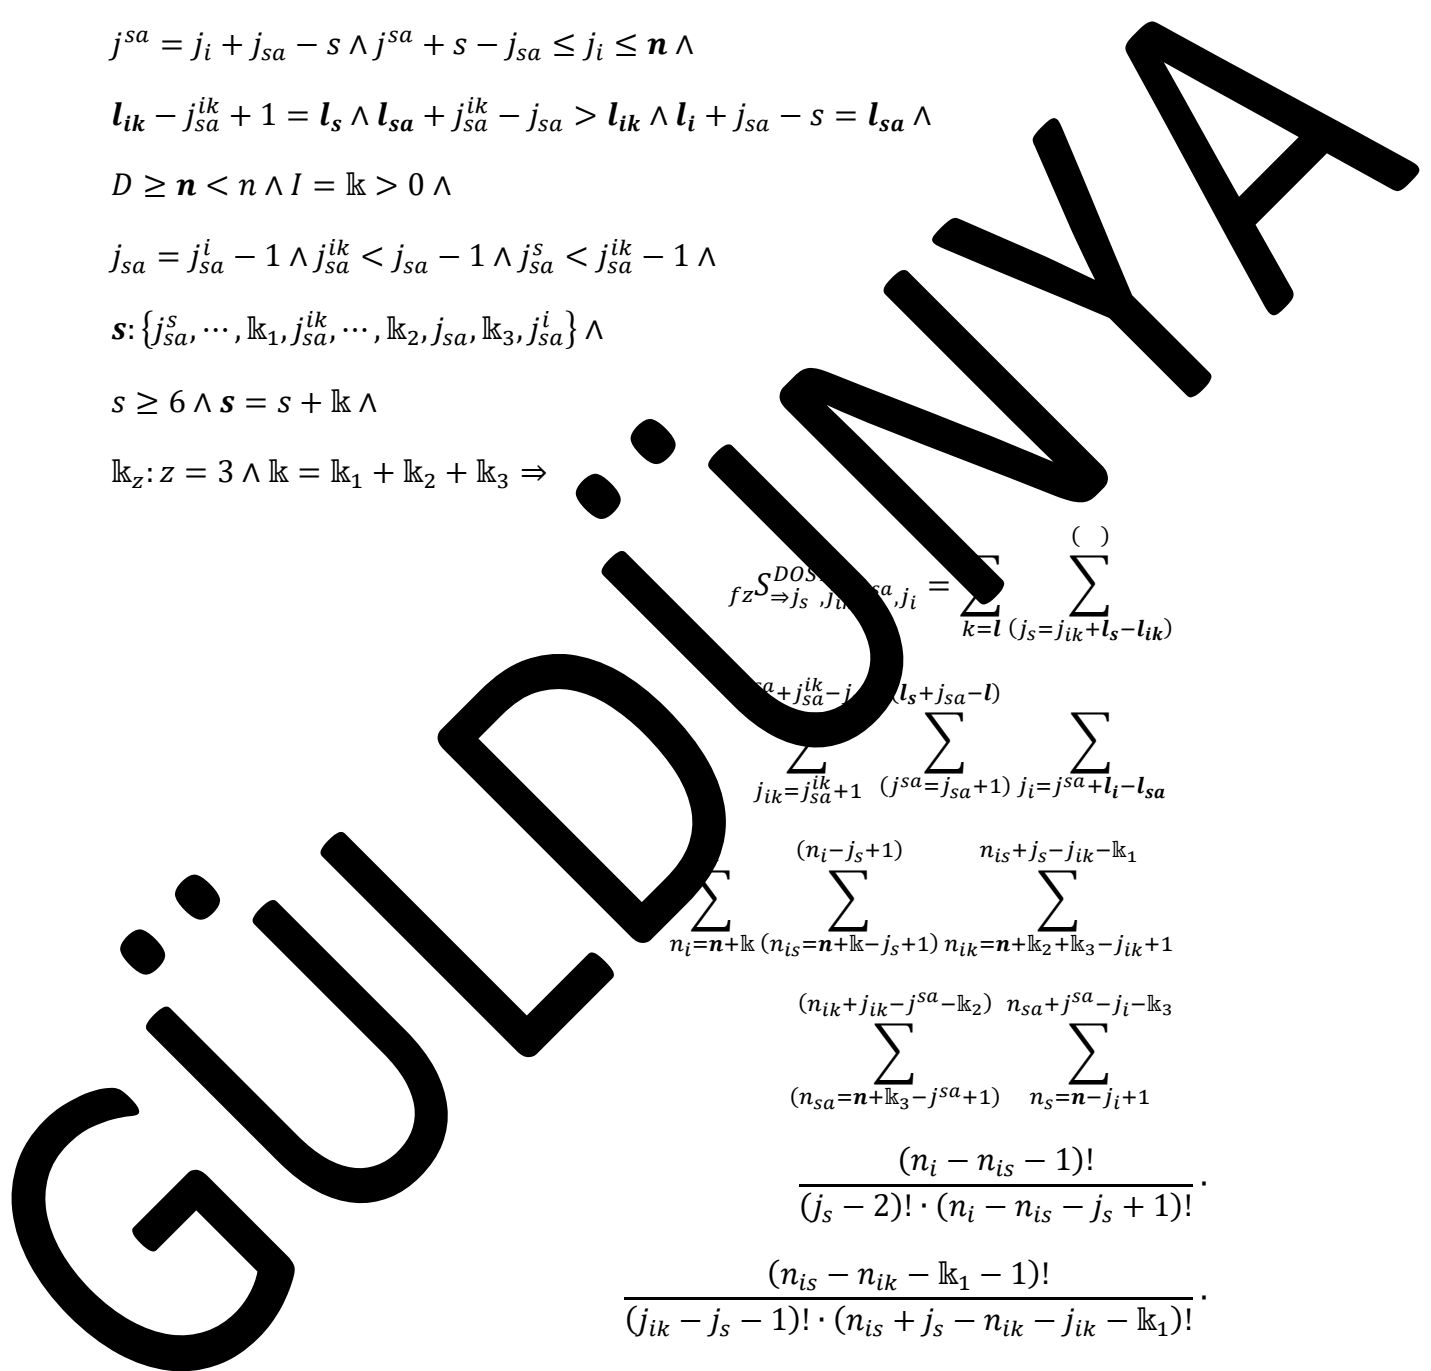 j^{sa} = j_i + j_{sa} − s ∧ j^{sa} + s − j_{sa} ≤ j_i ≤ n ∧
l_{ik} − j_{sa}^{ik} + 1 = l_s ∧ l_{sa} + j_{sa}^{ik} − j_{sa} > l_{ik} ∧ l_i + j_{sa} − s = l_{sa} ∧
D ≥ n < n ∧ I = 𝕜 > 0 ∧
j_{sa} = j_{sa}^{i} − 1 ∧ j_{sa}^{ik} < j_{sa} − 1 ∧ j_{sa}^{s} < j_{sa}^{ik} − 1 ∧
s: {j_{sa}^{s}, ⋯, 𝕜_1, j_{sa}^{ik}, ⋯, 𝕜_2, j_{sa}, 𝕜_3, j_{sa}^{i}} ∧
s ≥ 6 ∧ s = s + 𝕜 ∧
𝕜_z: z = 3 ∧ 𝕜 = 𝕜_1 + 𝕜_2 + 𝕜_3 ⇒
( )
= ∑ ∑
k=l (j_s=j_{ik}+l_s−l_{ik})
(l_s+j_{sa}−l)
∑ ∑ ∑
j_{ik}=j_{sa}^{ik}+1 (j^{sa}=j_{sa}+1) j_i=j^{sa}+l_i−l_{sa}
(n_i−j_s+1) n_{is}+j_s−j_{ik}−𝕜_1
∑ ∑ ∑
n_i=n+𝕜 (n_{is}=n+𝕜−j_s+1) n_{ik}=n+𝕜_2+𝕜_3−j_{ik}+1
(n_{ik}+j_{ik}−j^{sa}−𝕜_2) n_{sa}+j^{sa}−j_i−𝕜_3
∑ ∑
(n_{sa}=n+𝕜_3−j^{sa}+1) n_s=n−j_i+1
(n_i − n_{is} − 1)!
(j_s − 2)! · (n_i − n_{is} − j_s + 1)! ·
(n_{is} − n_{ik} − 𝕜_1 − 1)!
(j_{ik} − j_s − 1)! · (n_{is} + j_s − n_{ik} − j_{ik} − 𝕜_1)! ·
GÜLDÜNYA